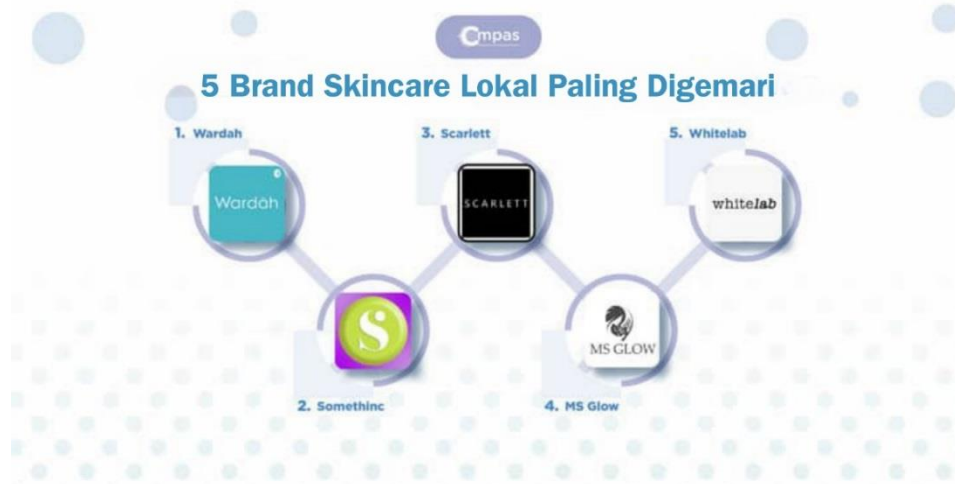 Compas
5 Brand Skincare Lokal Paling Digemari
1. Wardah
3. Scarlett
5. Whitelab
Wardah
SCARLETT
whitelab
S
MS GLOW
2. Somethinc
4. MS Glow